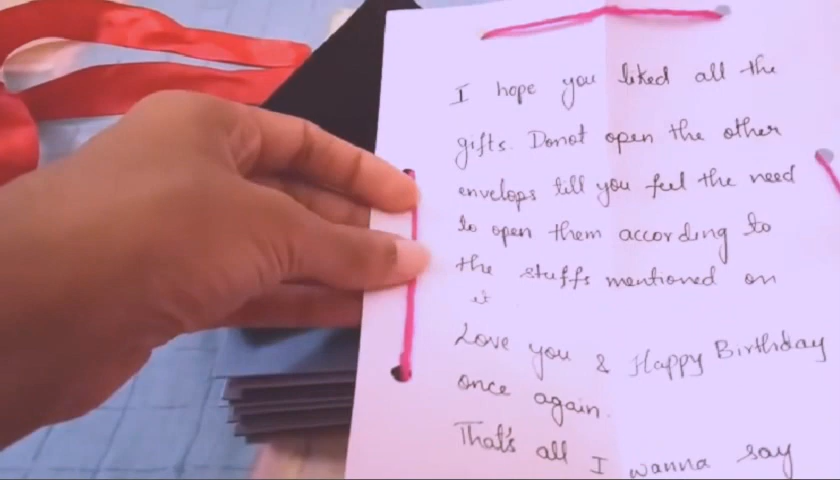 I hope you liked all the
gifts. Donot open the other
envelops till you feel the need
to open them according to
the stuffs mentioned on
it
Love you & Happy Birthday
once again.
That's all I wanna say